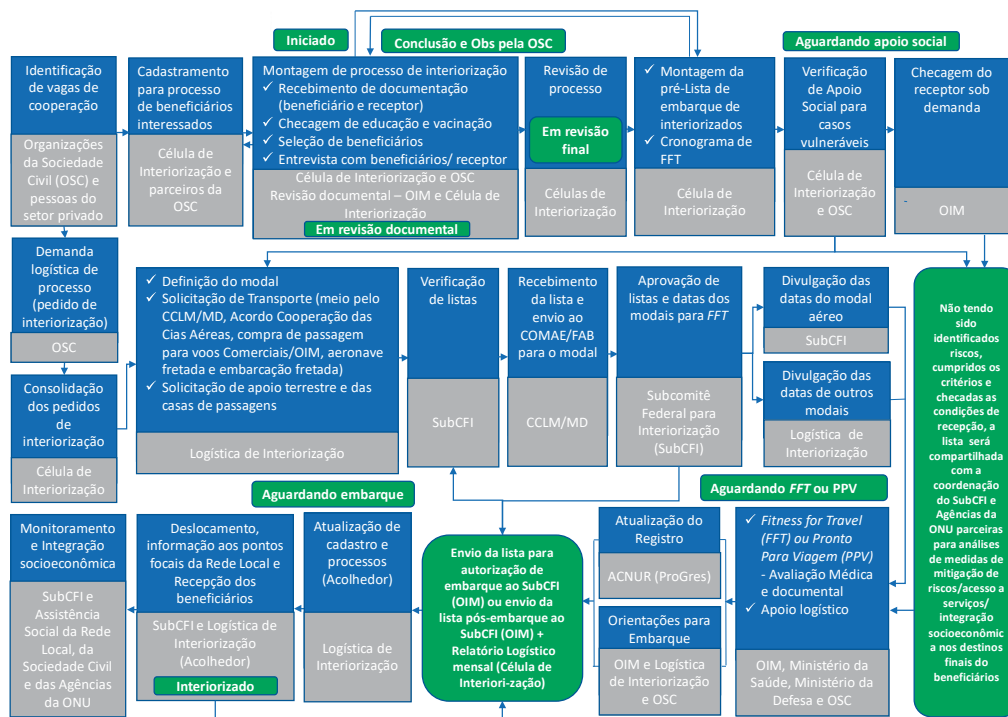 Iniciado
Conclusão e Obs pela OSC
Aguardando apoio social
Identificação
de vagas de
cooperação
Organizações
da Sociedade
Civil (OSC) e
pessoas do
setor privado
Cadastramento
para processo
de beneficiários
interessados
Célula de
Interiorização e
parceiros da
OSC
Montagem de processo de interiorização
✓ Recebimento de documentação
(beneficiário e receptor)
✓ Checagem de educação e vacinação
✓ Seleção de beneficiários
✓ Entrevista com beneficiários/ receptor
Célula de Interiorização e OSC
Revisão documental – OIM e Célula de
Interiorização
Em revisão documental
Revisão de
processo
Em revisão
final
Células de
Interiorização
✓ Montagem da
pré-Lista de
embarque de
interiorizados
✓ Cronograma de
FFT
Célula de
Interiorização
Verificação
de Apoio
Social para
casos
vulneráveis
Célula de
Interiorização
e OSC
Checagem do
receptor sob
demanda
-
OIM
Demanda
logística de
processo
(pedido de
interiorização)
OSC
Consolidação
dos pedidos
de
interiorização
Célula de
Interiorização
✓ Definição do modal
✓ Solicitação de Transporte (meio pelo
CCLM/MD, Acordo Cooperação das
Cias Aéreas, compra de passagem
para voos Comerciais/OIM, aeronave
fretada e embarcação fretada)
✓ Solicitação de apoio terrestre e das
casas de passagens
Logística de Interiorização
Verificação
de listas
SubCFI
Recebimento
da lista e
envio ao
COMAE/FAB
para o modal
CCLM/MD
Aprovação de
listas e datas dos
modais para FFT
Subcomitê
Federal para
Interiorização
(SubCFI)
Divulgação das
datas do modal
aéreo
SubCFI
Divulgação das
datas de outros
modais
Logística de
Interiorização
Não tendo
sido
identificados
riscos,
cumpridos os
critérios e
checadas as
condições de
recepção, a
lista será
compartilhada
com a
coordenação
do SubCFI e
Agências da
ONU parceiras
para análises
de medidas de
mitigação de
riscos/acesso a
serviços/
integração
socioeconômic
a nos destinos
finais do
beneficiários
Aguardando embarque
Aguardando FFT ou PPV
Monitoramento
e Integração
socioeconômica
SubCFI e
Assistência
Social da Rede
Local, da
Sociedade Civil
e das Agências
da ONU
Deslocamento,
informação aos pontos
focais da Rede Local e
Recepção dos
beneficiários
SubCFI e Logística de
Interiorização
(Acolhedor)
Interiorizado
Atualização de
cadastro e
processos
(Acolhedor)
Logística de
Interiorização
Envio da lista para
autorização de
embarque ao SubCFI
(OIM) ou envio da
lista pós-embarque ao
SubCFI (OIM) +
Relatório Logístico
mensal (Célula de
Interiori-zação)
Atualização do
Registro
ACNUR (ProGres)
Orientações para
Embarque
OIM e Logística
de Interiorização
e OSC
✓ Fitness for Travel
(FFT) ou Pronto
Para Viagem (PPV)
- Avaliação Médica
e documental
✓ Apoio logístico
OIM, Ministério da
Saúde, Ministério da
Defesa e OSC